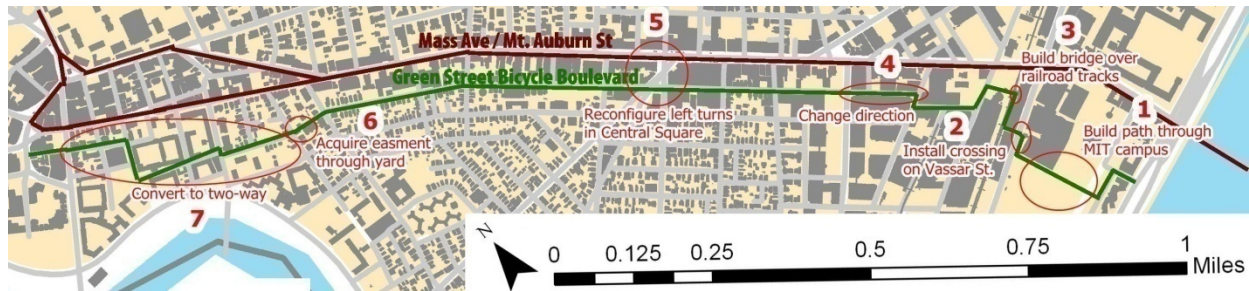 5
3
Mass Ave / Mt. Auburn St
Build bridge over
railroad tracks
4
Green Street Bicycle Boulevard
6
Reconfigure left turns
in Central Square
Change direction
2
1
Acquire easment
through yard
Install crossing
on Vassar St.
Build path through
MIT campus
Convert to two-way
7
N
0 0.125 0.25 0.5 0.75 1
Miles